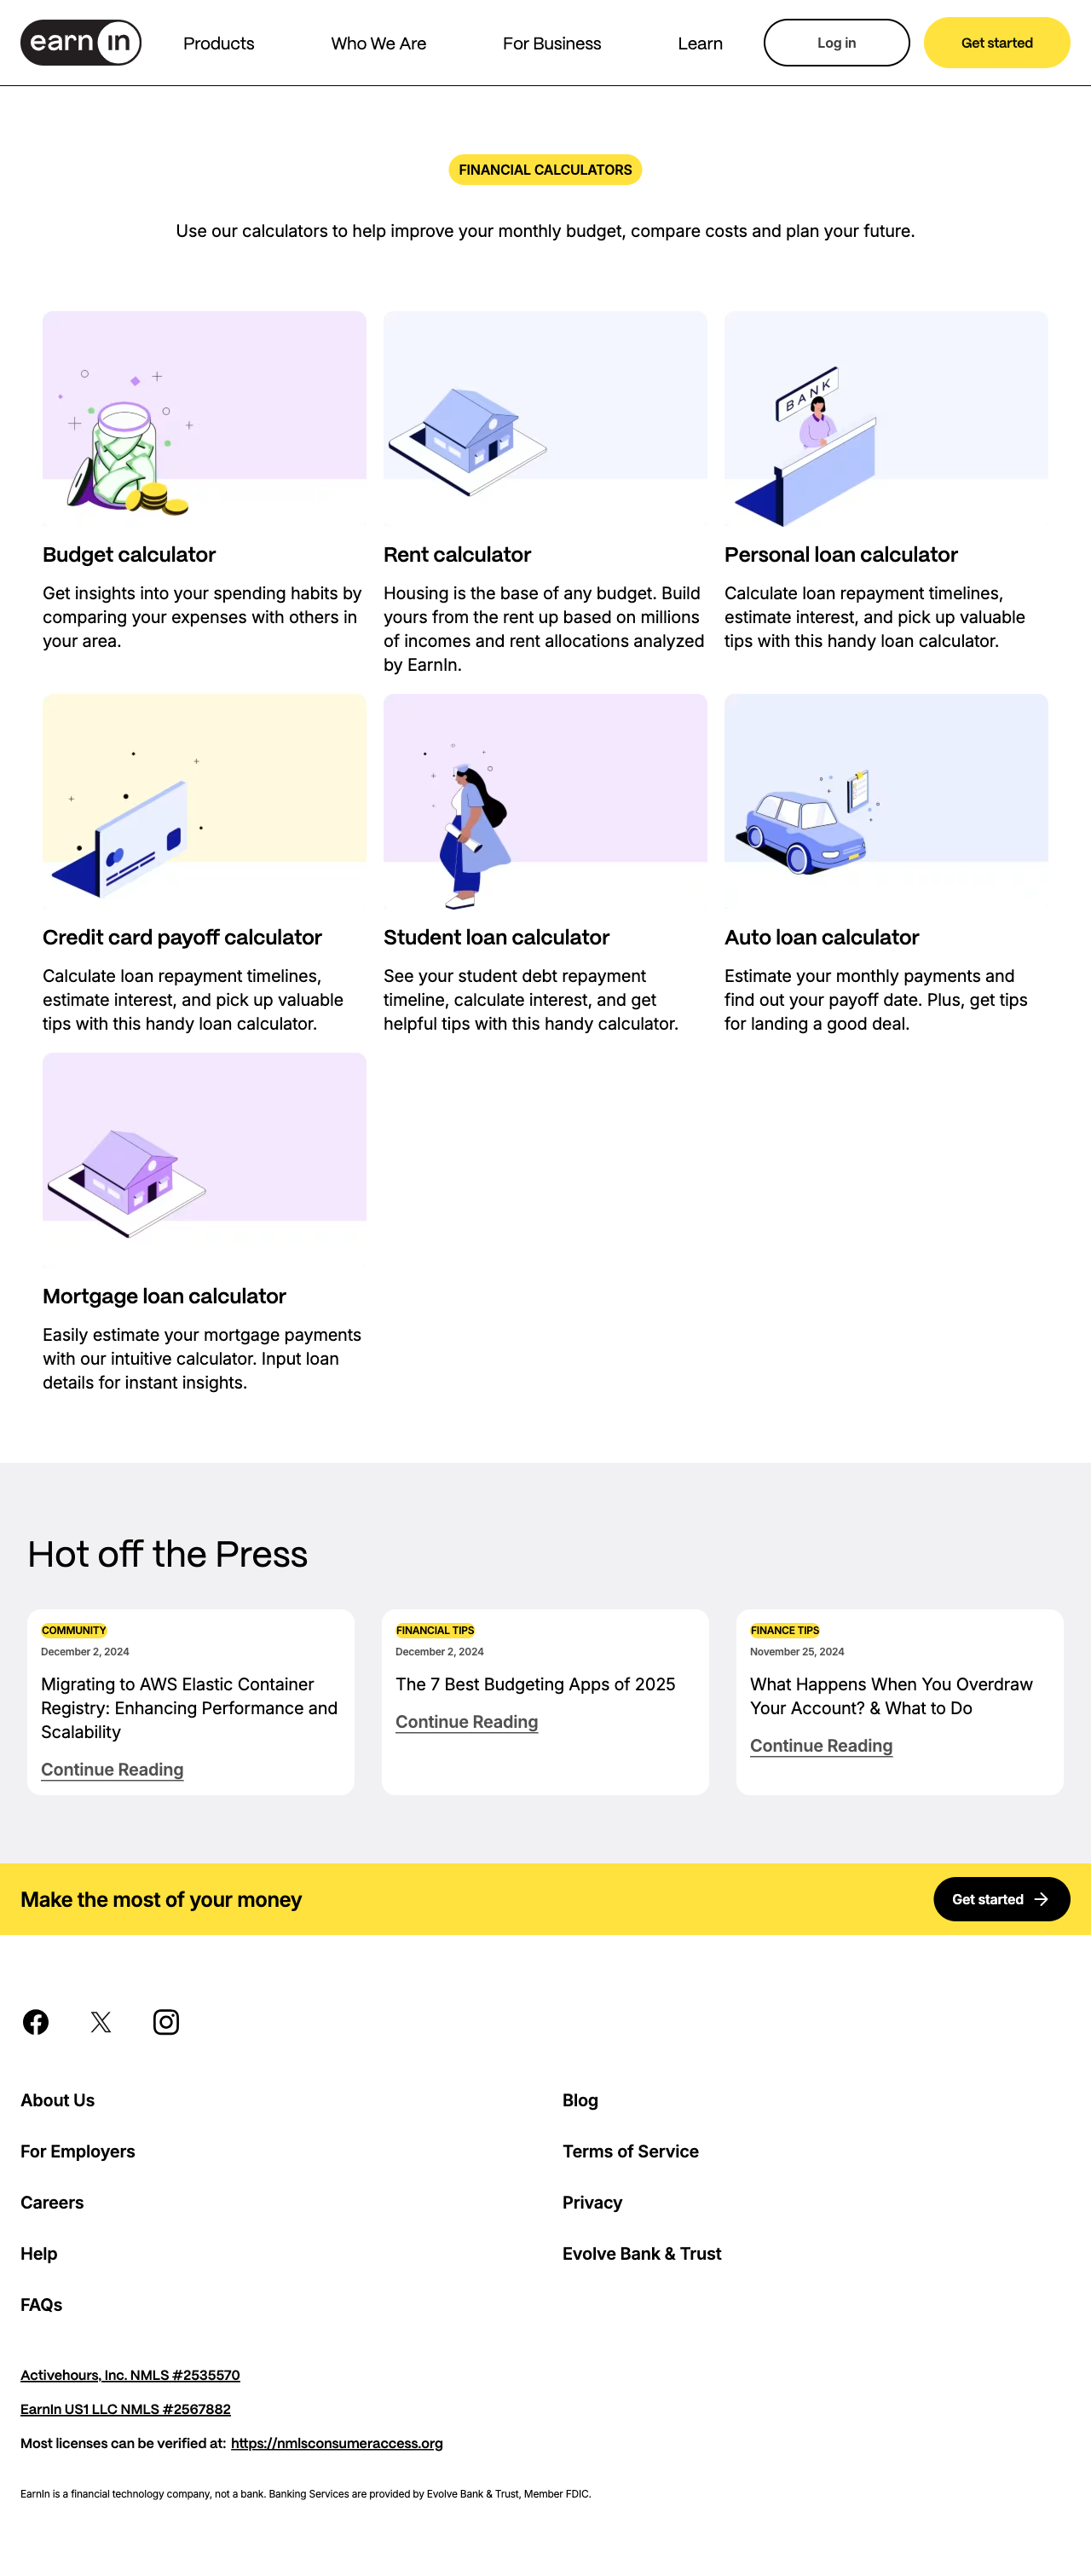 earn in
Products
Who We Are
For Business
Learn
Log in
Get started
FINANCIAL CALCULATORS
Use our calculators to help improve your monthly budget, compare costs and plan your future.
BANK
Budget calculator
Get insights into your spending habits by
comparing your expenses with others in
your area.
Rent calculator
Housing is the base of any budget. Build
yours from the rent up based on millions
of incomes and rent allocations analyzed
by EarnIn.
Personal loan calculator
Calculate loan repayment timelines,
estimate interest, and pick up valuable
tips with this handy loan calculator.
Credit card payoff calculator
Calculate loan repayment timelines,
estimate interest, and pick up valuable
tips with this handy loan calculator.
Student loan calculator
See your student debt repayment
timeline, calculate interest, and get
helpful tips with this handy calculator.
Auto loan calculator
Estimate your monthly payments and
find out your payoff date. Plus, get tips
for landing a good deal.
Mortgage loan calculator
Easily estimate your mortgage payments
with our intuitive calculator. Input loan
details for instant insights.
Hot off the Press
COMMUNITY
December 2, 2024
Migrating to AWS Elastic Container
Registry: Enhancing Performance and
Scalability
Continue Reading
FINANCIAL TIPS
December 2, 2024
The 7 Best Budgeting Apps of 2025
Continue Reading
FINANCE TIPS
November 25, 2024
What Happens When You Overdraw
Your Account? & What to Do
Continue Reading
Make the most of your money
Get started
About Us
For Employers
Careers
Help
FAQs
Blog
Terms of Service
Privacy
Evolve Bank & Trust
Activehours, Inc. NMLS #2535570
EarnIn US1 LLC NMLS #2567882
Most licenses can be verified at: https://nmlsconsumeraccess.org
EarnIn is a financial technology company, not a bank. Banking Services are provided by Evolve Bank & Trust, Member FDIC.